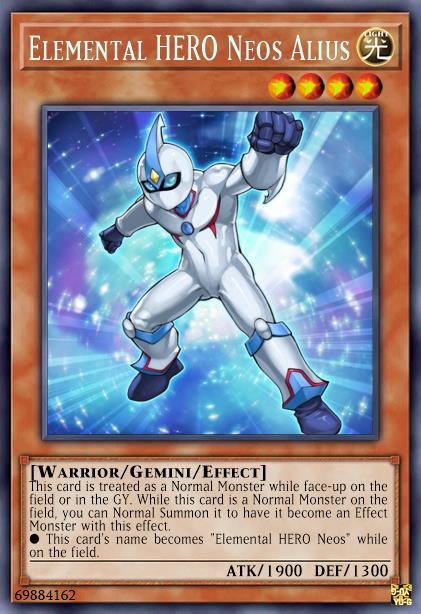 Elemental HERO Neos Alius
LIGHT
光
[Warrior/Gemini/Effect]
This card is treated as a Normal Monster while face-up on the
field or in the GY. While this card is a Normal Monster on the
field, you can Normal Summon it to have it become an Effect
Monster with this effect.
● This card's name becomes "Elemental HERO Neos" while
on the field.
ATK/1900 DEF/1300
69884162